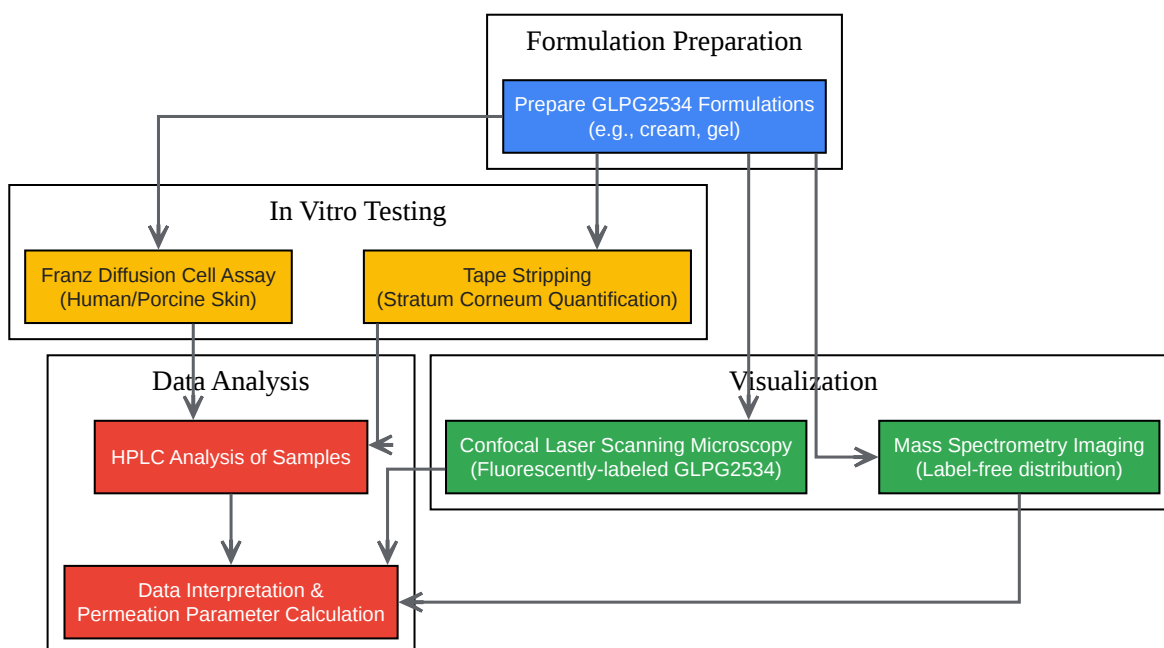 Formulation Preparation
Prepare GLPG2534 Formulations
(e.g., cream, gel)
In Vitro Testing
Franz Diffusion Cell Assay
(Human/Porcine Skin)
Tape Stripping
(Stratum Corneum Quantification)
Data Analysis
Visualization
HPLC Analysis of Samples
Confocal Laser Scanning Microscopy
(Fluorescently-labeled GLPG2534)
Mass Spectrometry Imaging
(Label-free distribution)
Data Interpretation &
Permeation Parameter Calculation